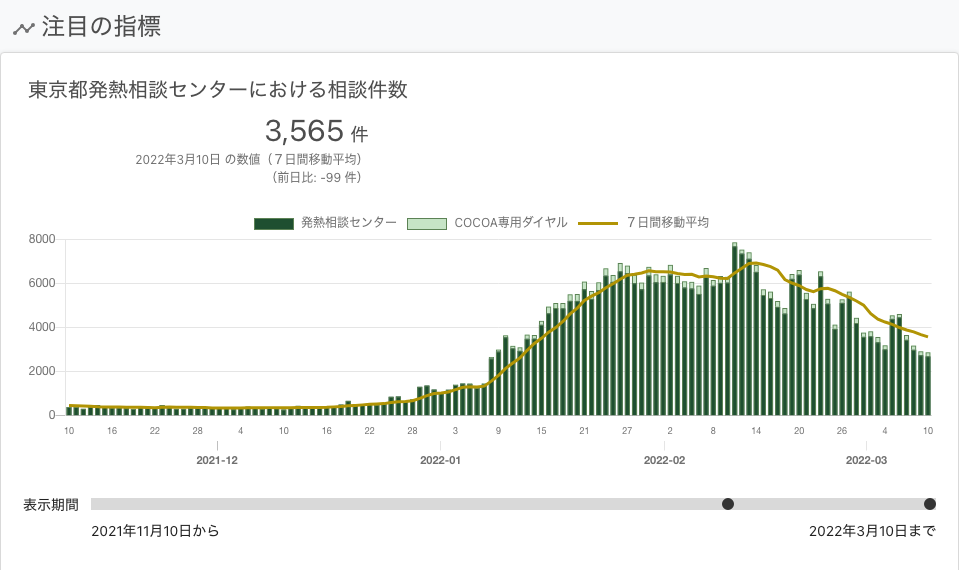 注目の指標
東京都発熱相談センターにおける相談件数
3,565 件
2022年3月10日 の数値（７日間移動平均）
（前日比: -99 件）
発熱相談センター COCOA専用ダイヤル ７日間移動平均
8000
6000
4000
2000
0
10 16 22 28 4 10 16 22 28 3 9 15 21 27 2 8 14 20 26 4 10
2021-12 2022-01 2022-02 2022-03
表示期間
2021年11月10日から 2022年3月10日まで